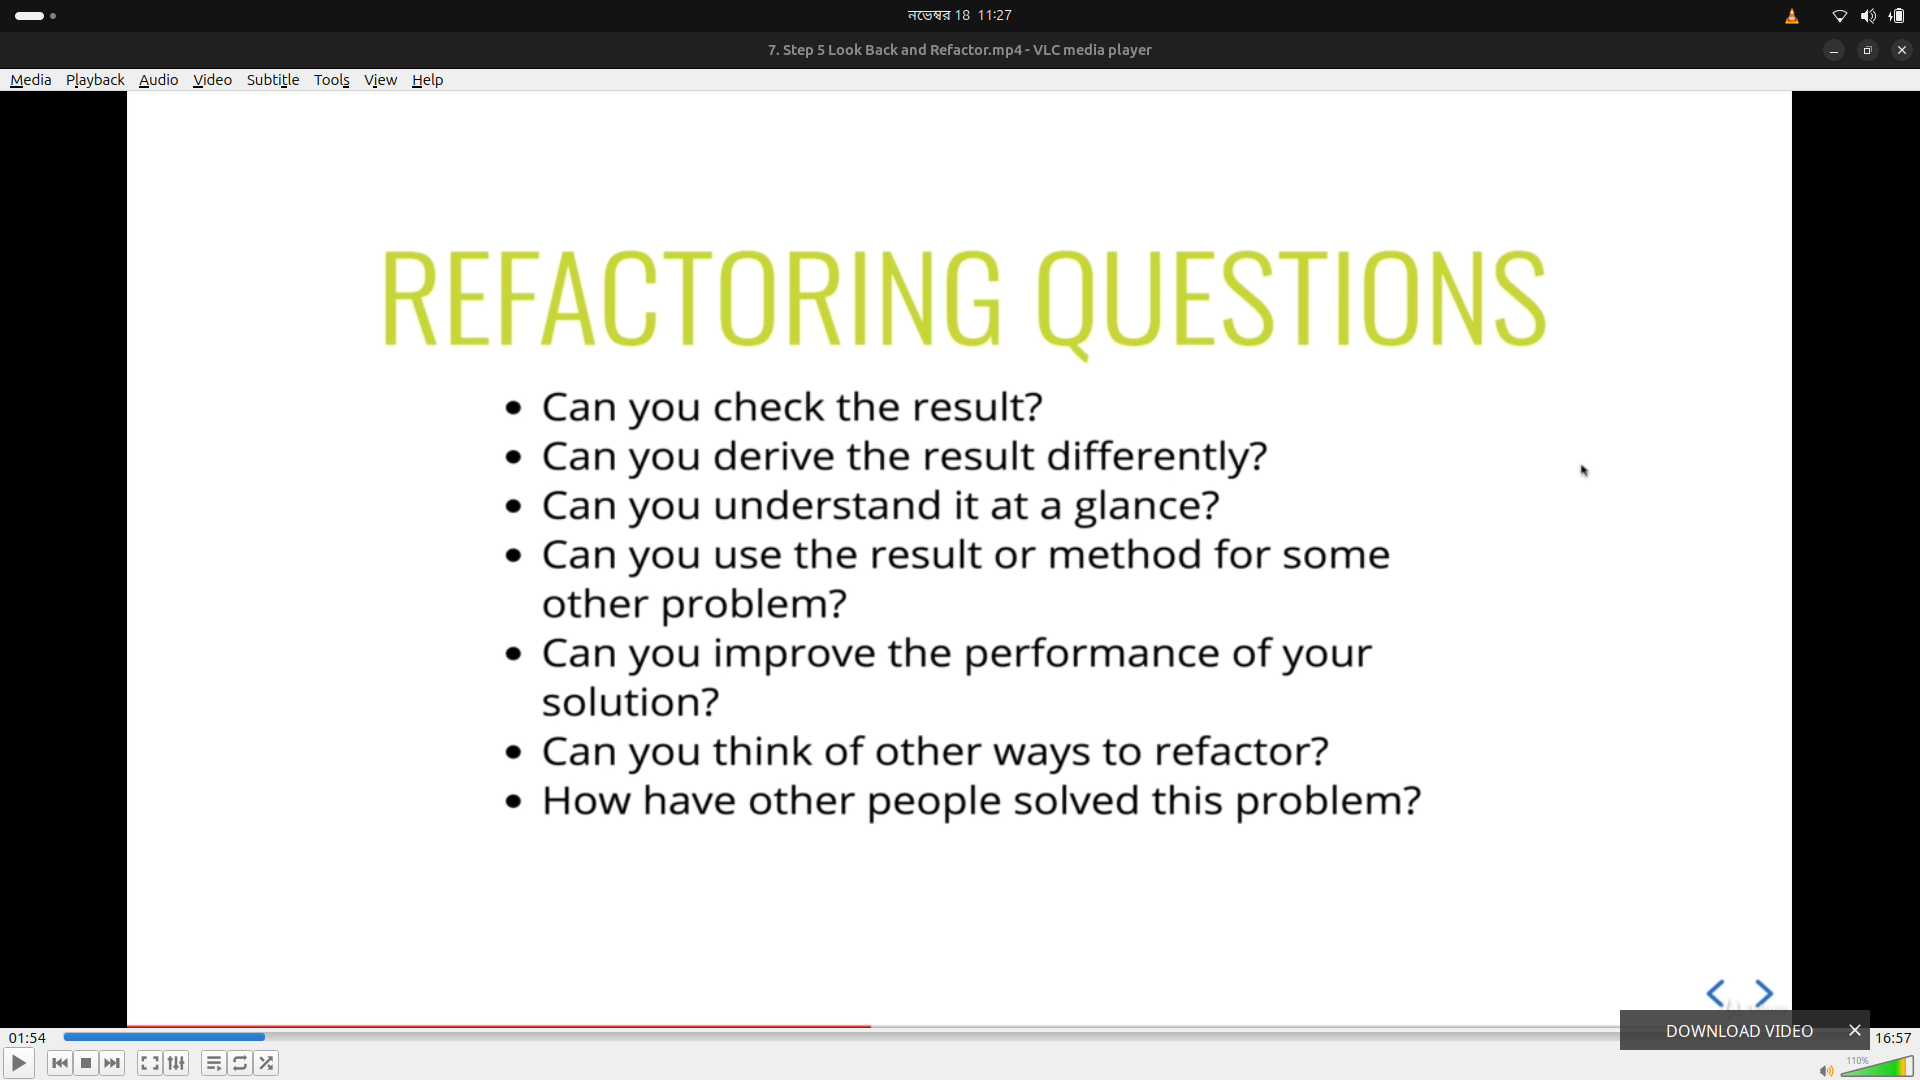 নভেম্বর 18 11:27
7. Step 5 Look Back and Refactor.mp4 - VLC media player
Media Playback Audio Video Subtitle Tools View Help
REFACTORING QUESTIONS
• Can you check the result?
• Can you derive the result differently?
• Can you understand it at a glance?
• Can you use the result or method for some
other problem?
• Can you improve the performance of your
solution?
• Can you think of other ways to refactor?
• How have other people solved this problem?
DOWNLOAD VIDEO
01:54
16:57
110%